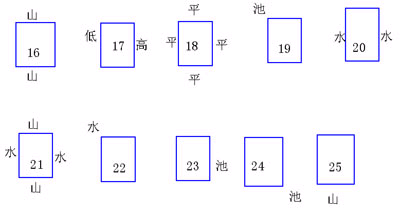 山 平 池
低 16 17 高 平 18 平 19 水 20 水
山 平
山 水
水 21 水 22 23 池 24 25
山 池 山